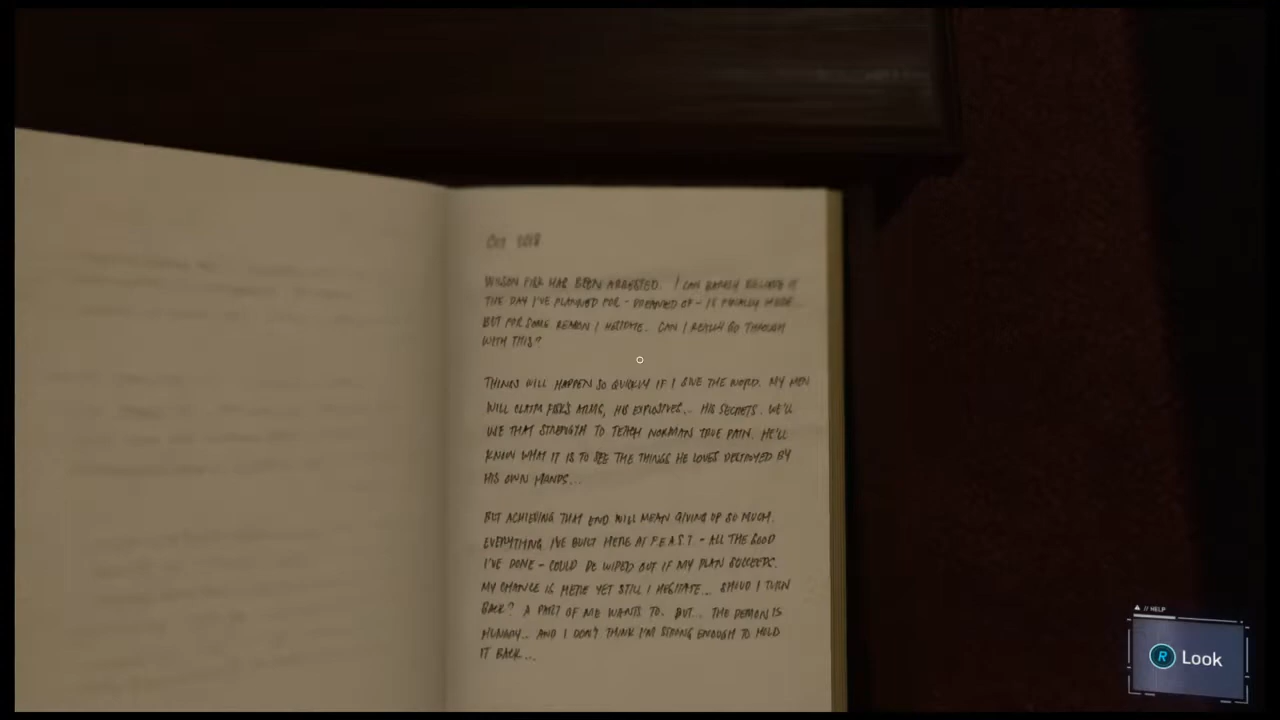 Oct 2018
WILSON FISK HAS BEEN ARRESTED. I CAN BARELY BELIEVE IT
THE DAY I'VE PLANNED FOR - DREAMED OF - IS FINALLY HERE...
BUT FOR SOME REASON I HESITATE. CAN I REALLY GO THROUGH
WITH THIS?
THINGS WILL HAPPEN SO QUICKLY IF I GIVE THE WORD. MY MEN
WILL CLAIM FISK'S ARMS, HIS EXPLOSIVES... HIS SECRETS. WE'LL
USE THAT STRENGTH TO TEACH NORMAN TRUE PAIN. HE'LL
KNOW WHAT IT IS TO SEE THE THINGS HE LOVES DESTROYED BY
HIS OWN HANDS...
BUT ACHIEVING THAT END WILL MEAN GIVING UP SO MUCH.
EVERYTHING I'VE BUILT HERE AT F.E.A.S.T. - ALL THE GOOD
I'VE DONE - COULD BE WIPED OUT IF MY PLAN SUCCEEDS.
MY CHANCE IS HERE YET STILL I HESITATE... SHOULD I TURN
BACK? A PART OF ME WANTS TO. BUT... THE DEMON IS
HUNGRY... AND I DON'T THINK I'M STRONG ENOUGH TO HOLD
IT BACK...
// HELP
R Look